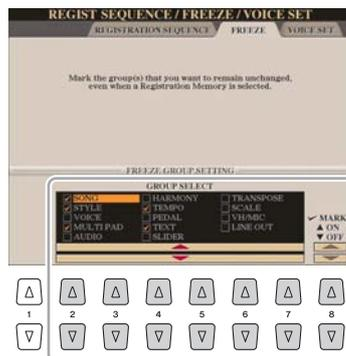 REGIST SEQUENCE / FREEZE / VOICE SET
REGISTRATION SEQUENCE FREEZE VOICE SET
Mark the group(s) that you want to remain unchanged,
even when a Registration Memory is selected.
FREEZE GROUP SETTING
GROUP SELECT
SONG HARMONY TRANSPOSE
STYLE TEMPO SCALE
VOICE PEDAL VH/MIC
MULTI PAD TEXT LINE OUT
AUDIO SLIDER
MARK
▲ ON
▼ OFF
1 2 3 4 5 6 7 8